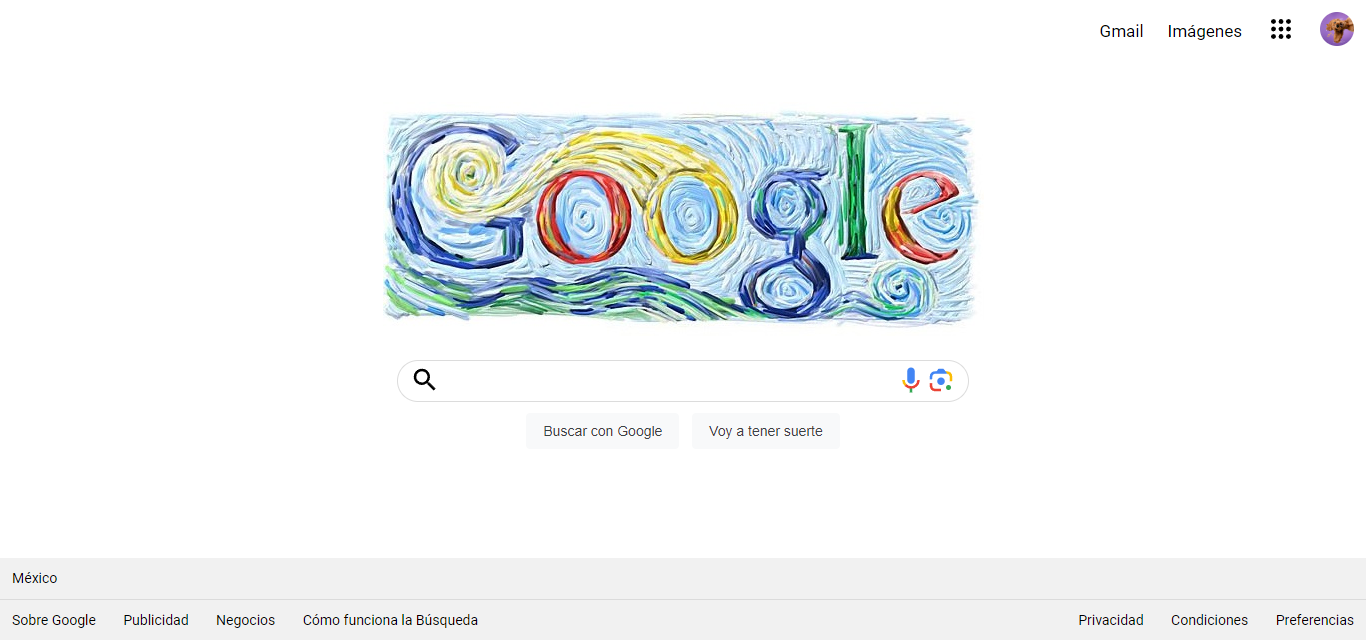 Gmail Imágenes
Google
Buscar con Google Voy a tener suerte
México
Sobre Google Publicidad Negocios Cómo funciona la Búsqueda Privacidad Condiciones Preferencias